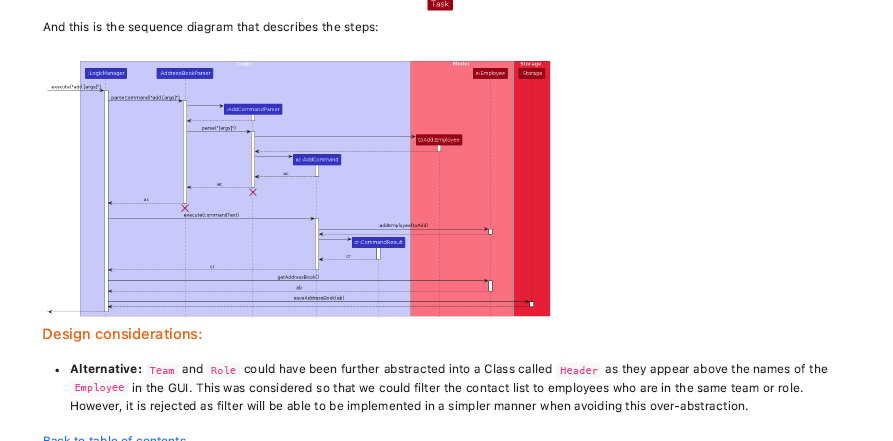 Task
And this is the sequence diagram that describes the steps:
Logic
Model
Storage
:LogicManager
:AddressBookParser
e:Employee
:Storage
execute("add [args]")
parseCommand("add [args]")
:AddCommandParser
parse("[args]")
toAdd:Employee
ac:AddCommand
ac
ac
ac
execute(commandText)
addEmployee(toAdd)
cr:CommandResult
cr
cr
getAddressBook()
ab
saveAddressBook(ab)
Design considerations:
• Alternative: Team and Role could have been further abstracted into a Class called Header as they appear above the names of the
Employee in the GUI. This was considered so that we could filter the contact list to employees who are in the same team or role.
However, it is rejected as filter will be able to be implemented in a simpler manner when avoiding this over-abstraction.
Back to table of contents